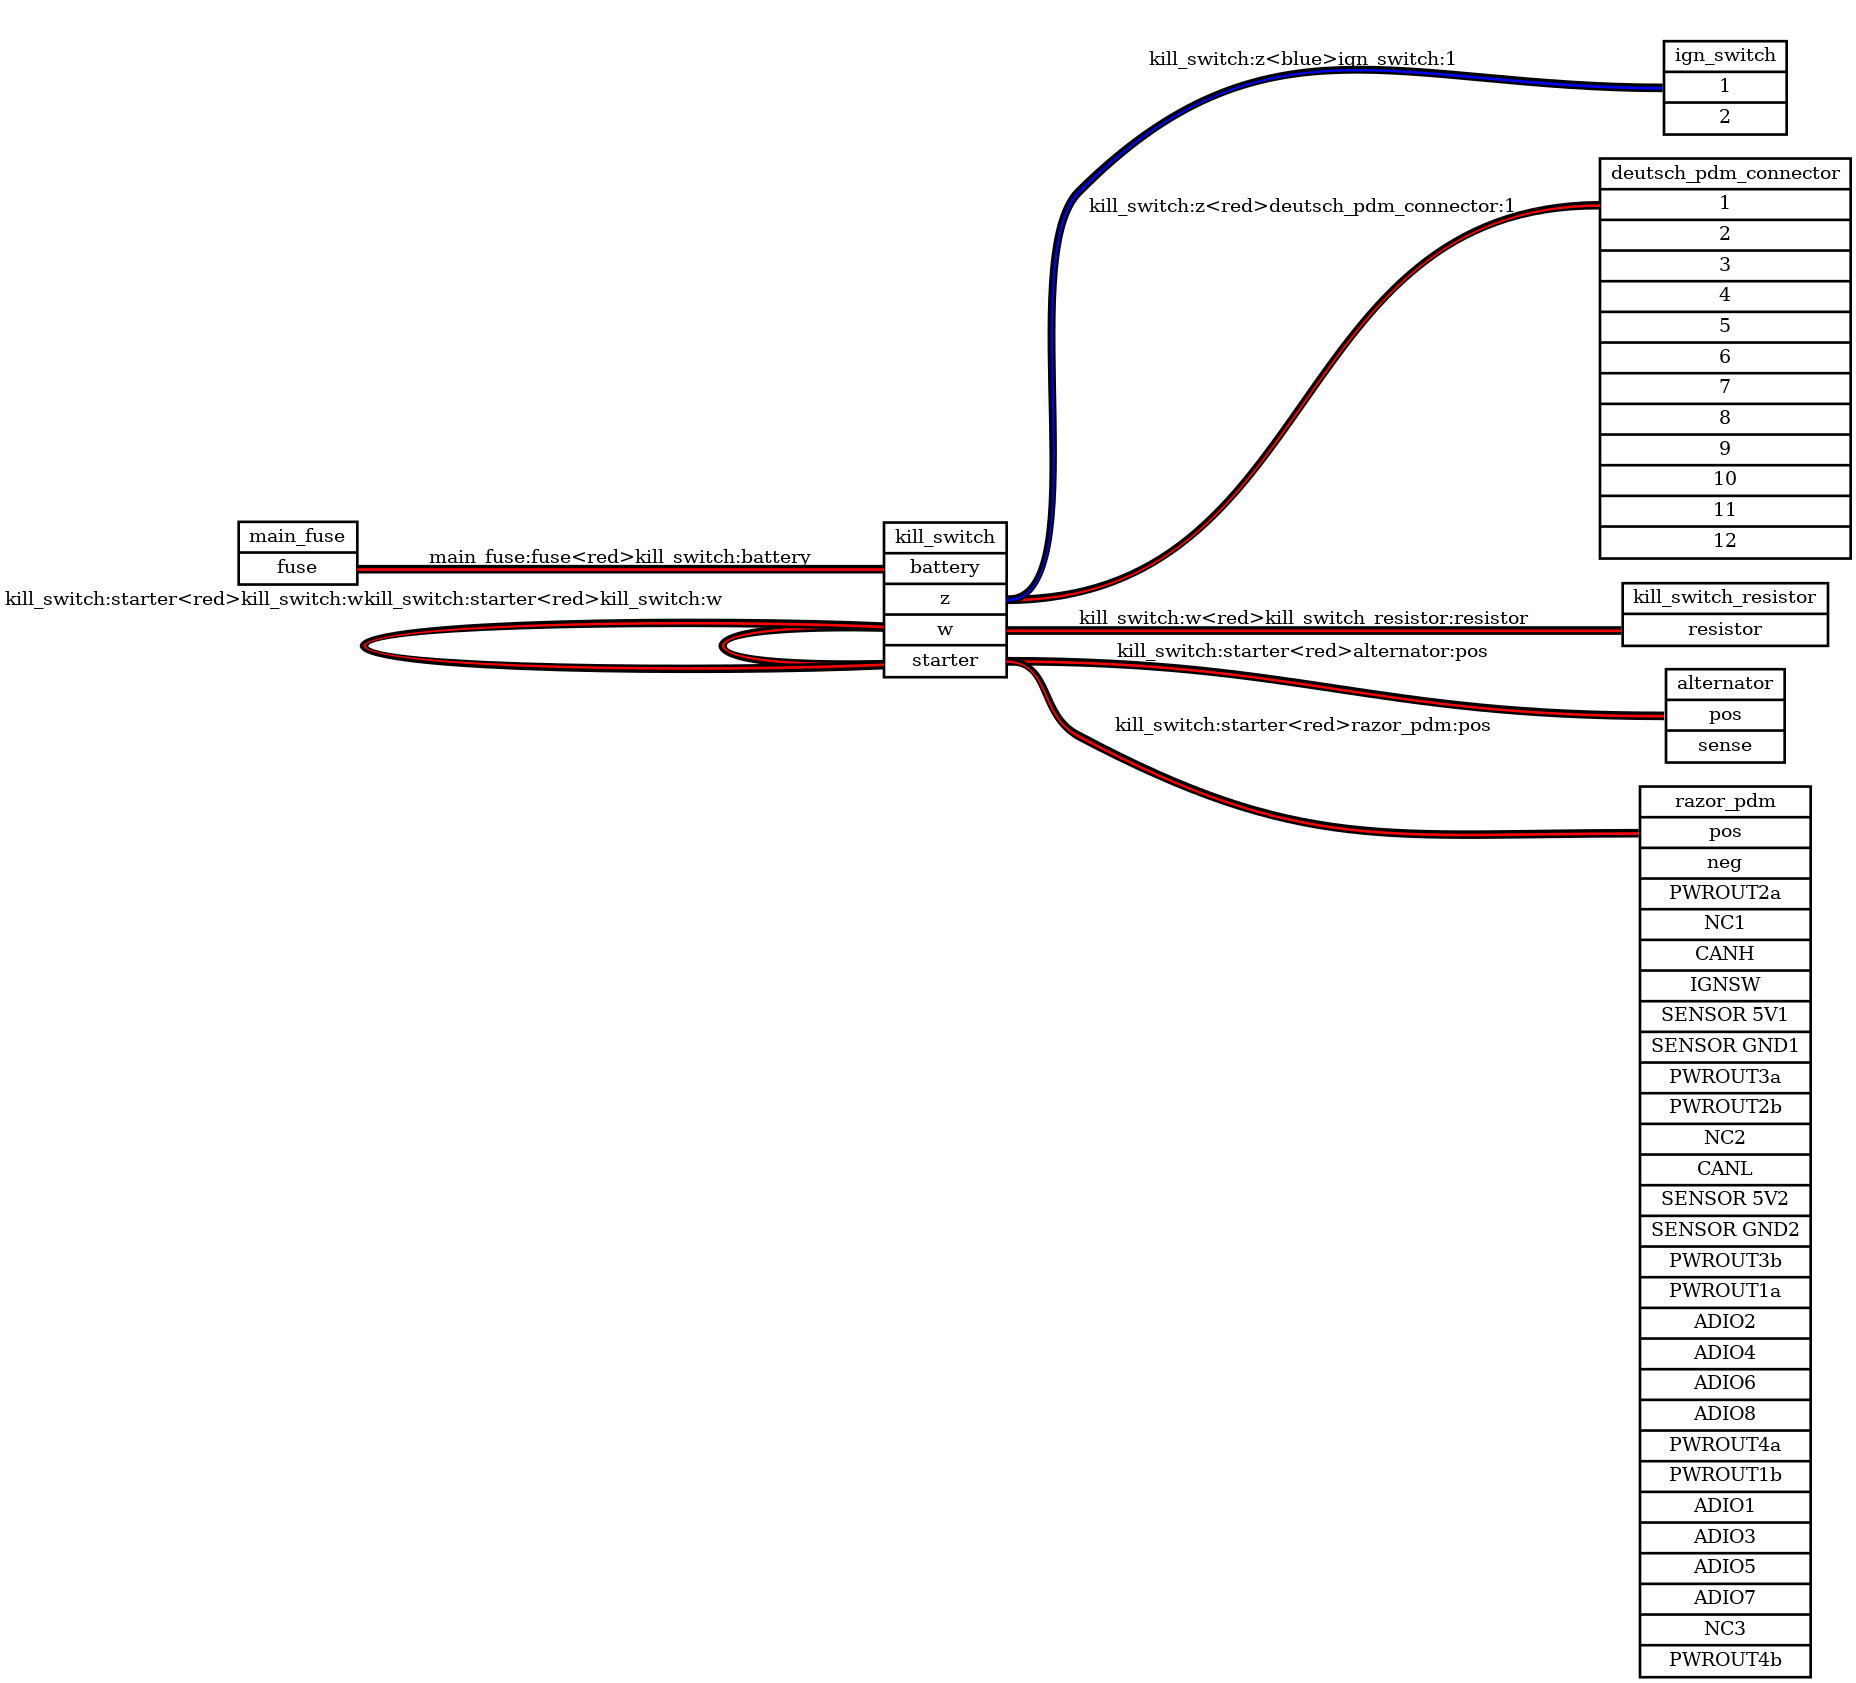 kill_switch:z<blue>ign_switch:1
ign_switch
1
2
kill_switch:z<red>deutsch_pdm_connector:1
deutsch_pdm_connector
1
2
3
4
5
6
7
8
9
10
11
12
main_fuse
fuse
main_fuse:fuse<red>kill_switch:battery
kill_switch:starter<red>kill_switch:wkill_switch:starter<red>kill_switch:w
kill_switch
battery
z
w
starter
kill_switch:w<red>kill_switch_resistor:resistor
kill_switch_resistor
resistor
kill_switch:starter<red>alternator:pos
alternator
pos
sense
kill_switch:starter<red>razor_pdm:pos
razor_pdm
pos
neg
PWROUT2a
NC1
CANH
IGNSW
SENSOR 5V1
SENSOR GND1
PWROUT3a
PWROUT2b
NC2
CANL
SENSOR 5V2
SENSOR GND2
PWROUT3b
PWROUT1a
ADIO2
ADIO4
ADIO6
ADIO8
PWROUT4a
PWROUT1b
ADIO1
ADIO3
ADIO5
ADIO7
NC3
PWROUT4b